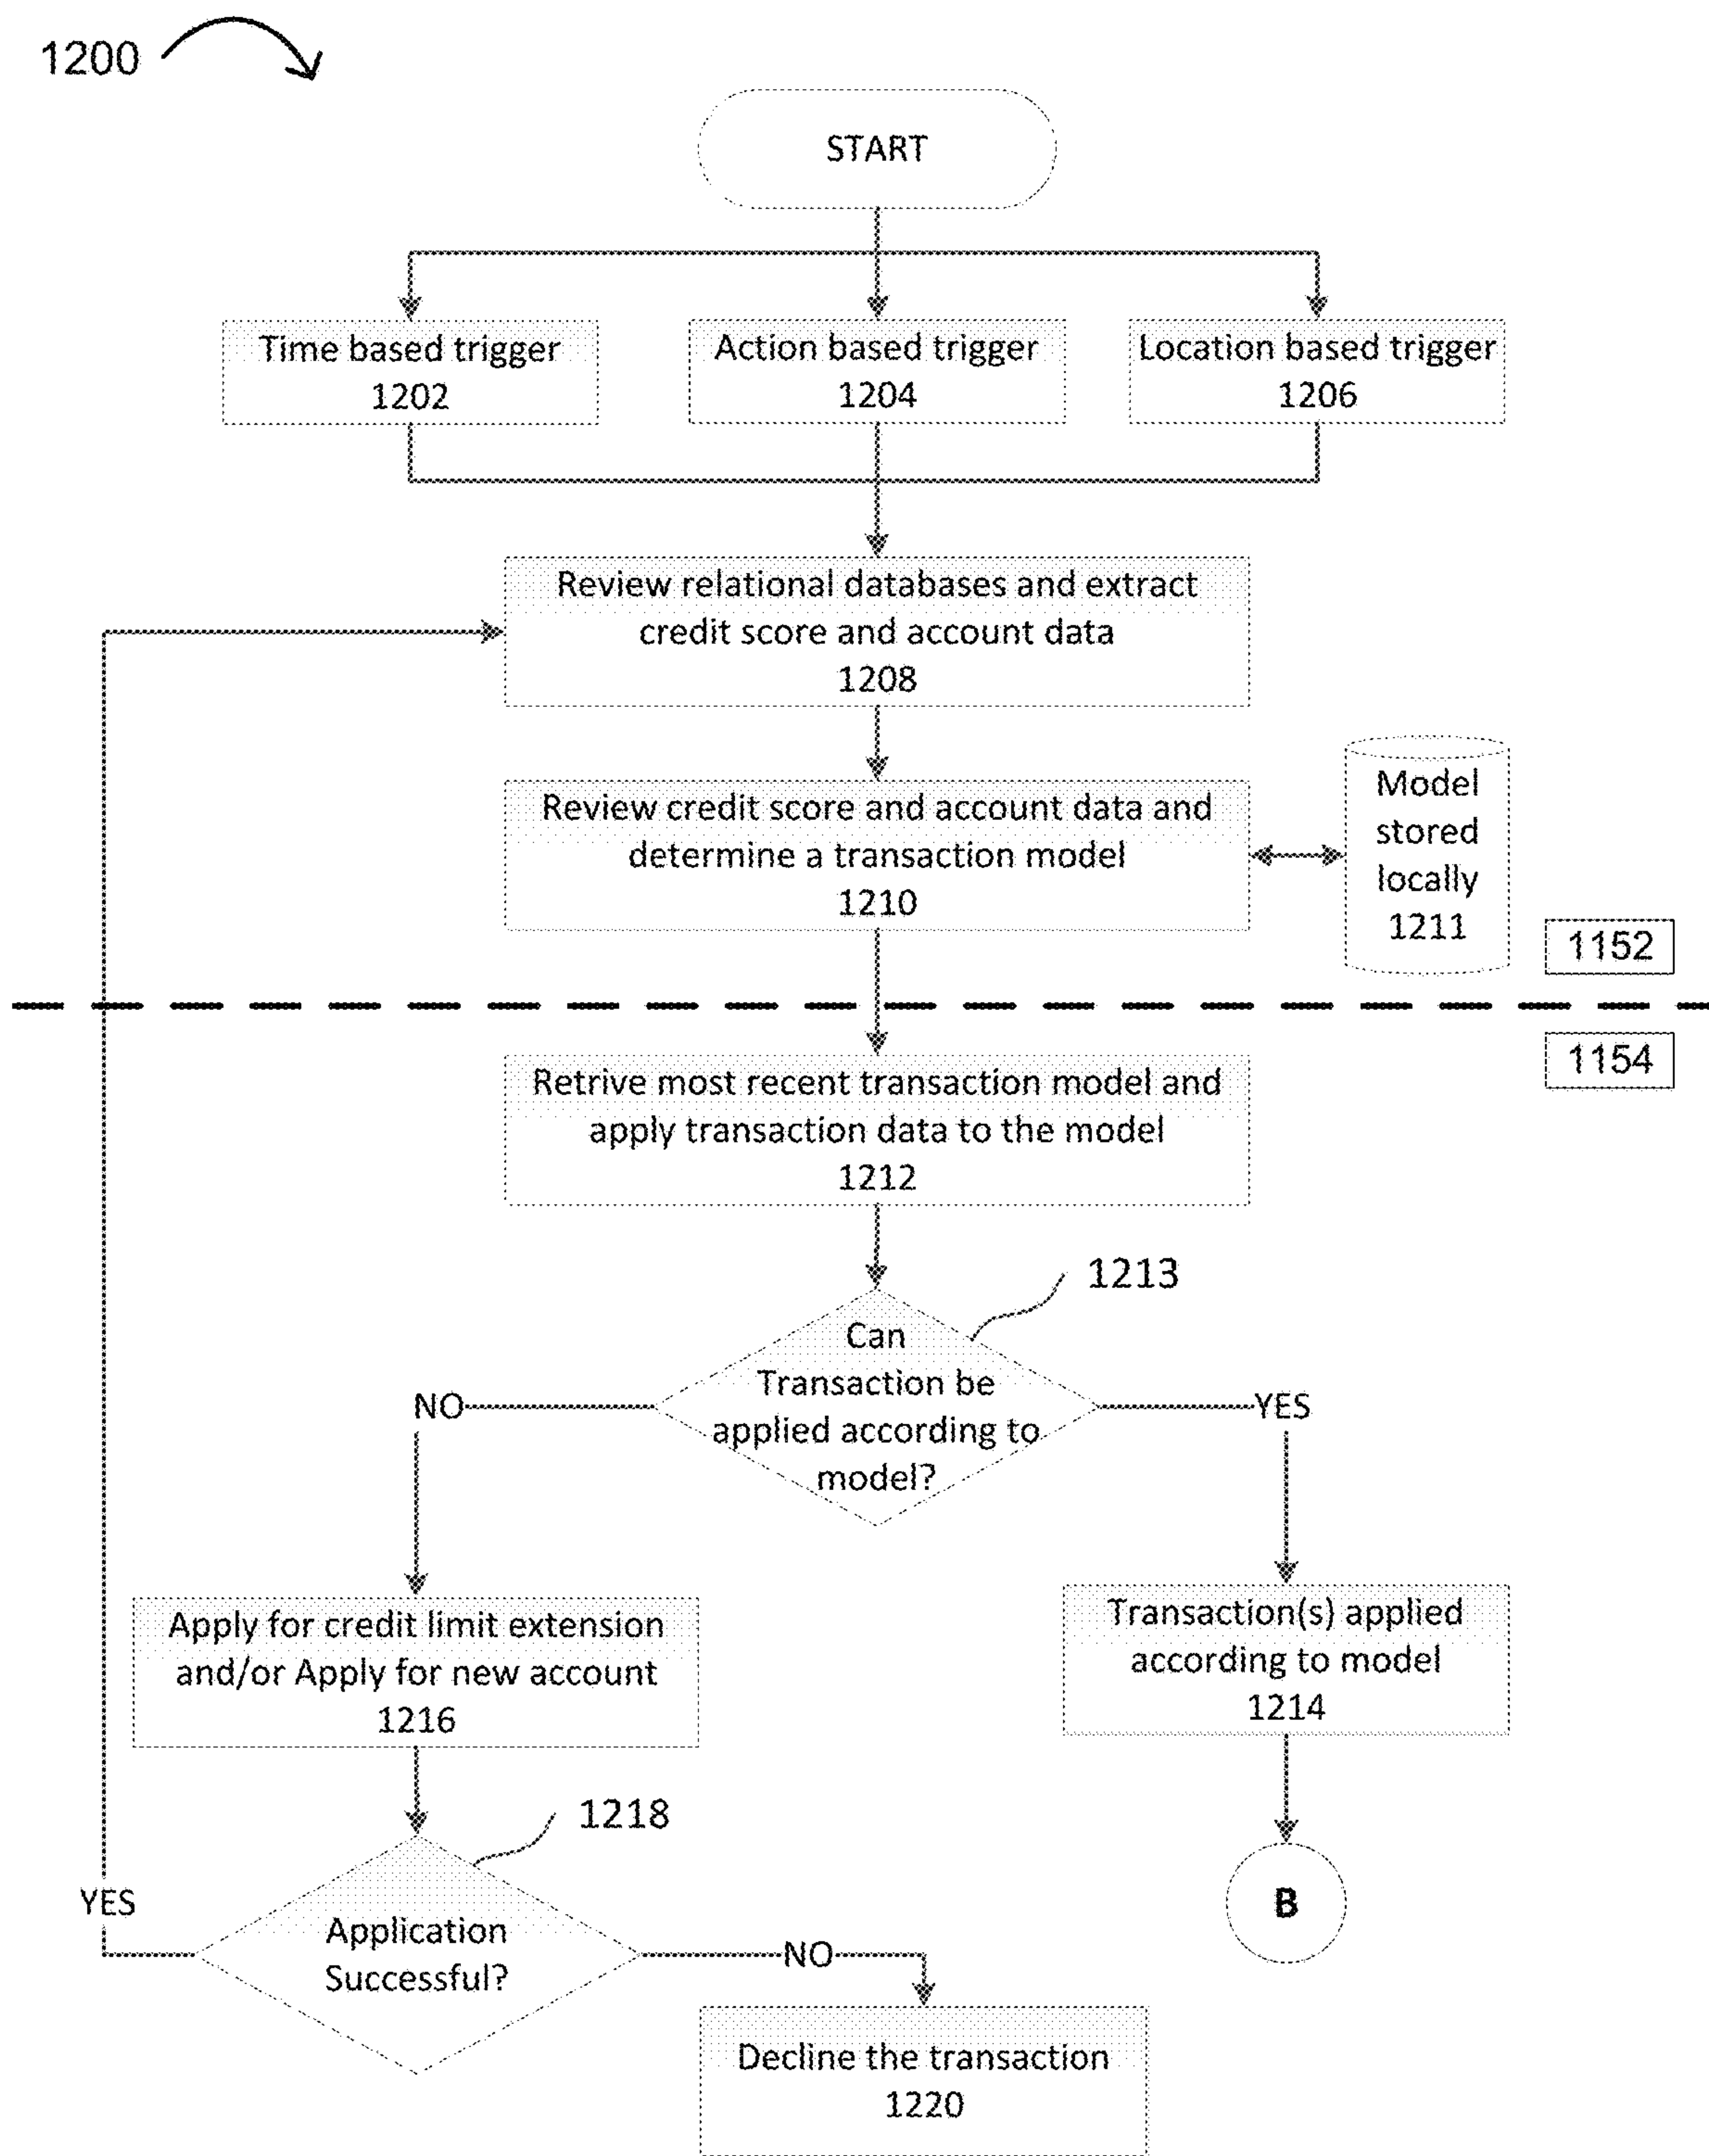 1200
START
Time based trigger
1202
Action based trigger
1204
Location based trigger
1206
Review relational databases and extract
credit score and account data
1208
Review credit score and account data and
determine a transaction model
1210
Model
stored
locally
1211
1152
1154
Retrive most recent transaction model and
apply transaction data to the model
1212
1213
Can
Transaction be
applied according to
model?
NO
YES
Apply for credit limit extension
and/or Apply for new account
1216
Transaction(s) applied
according to model
1214
1218
Application
Successful?
YES
NO
B
Decline the transaction
1220